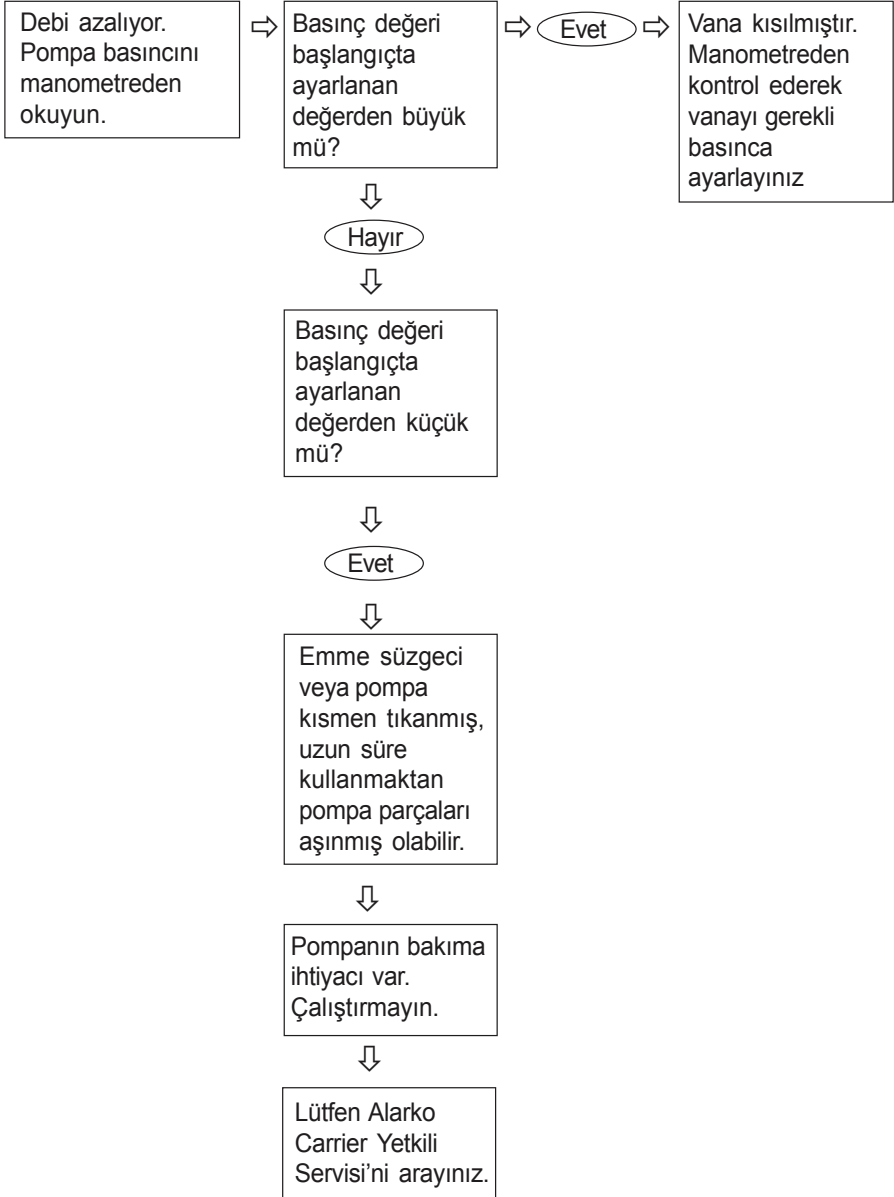 Debi azalıyor.
Pompa basıncını
manometreden
okuyun.
Basınç değeri
başlangıçta
ayarlanan
değerden büyük
mü?
Evet
Vana kısılmıştır.
Manometreden
kontrol ederek
vanayı gerekli
basınca
ayarlayınız
Hayır
Basınç değeri
başlangıçta
ayarlanan
değerden küçük
mü?
Evet
Emme süzgeci
veya pompa
kısmen tıkanmış,
uzun süre
kullanmaktan
pompa parçaları
aşınmış olabilir.
Pompanın bakıma
ihtiyacı var.
Çalıştırmayın.
Lütfen Alarko
Carrier Yetkili
Servisi’ni arayınız.